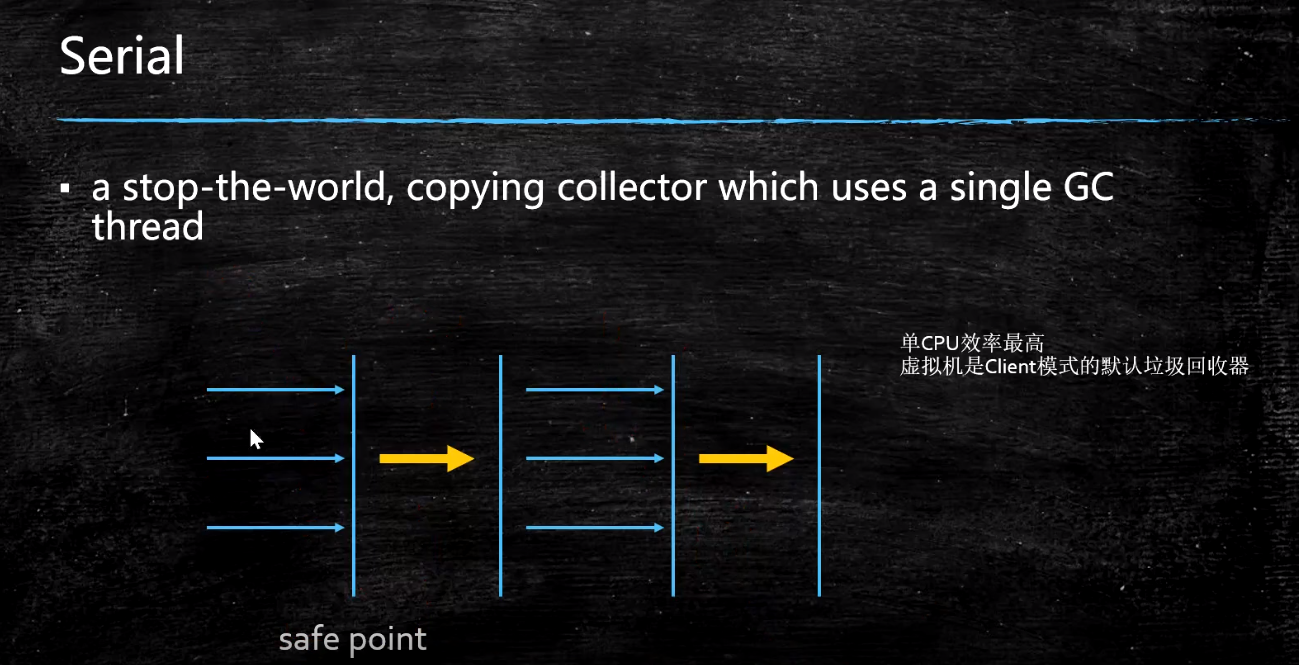 Serial
▪ a stop-the-world, copying collector which uses a single GC
thread
单CPU效率最高
虚拟机是Client模式的默认垃圾回收器
safe point